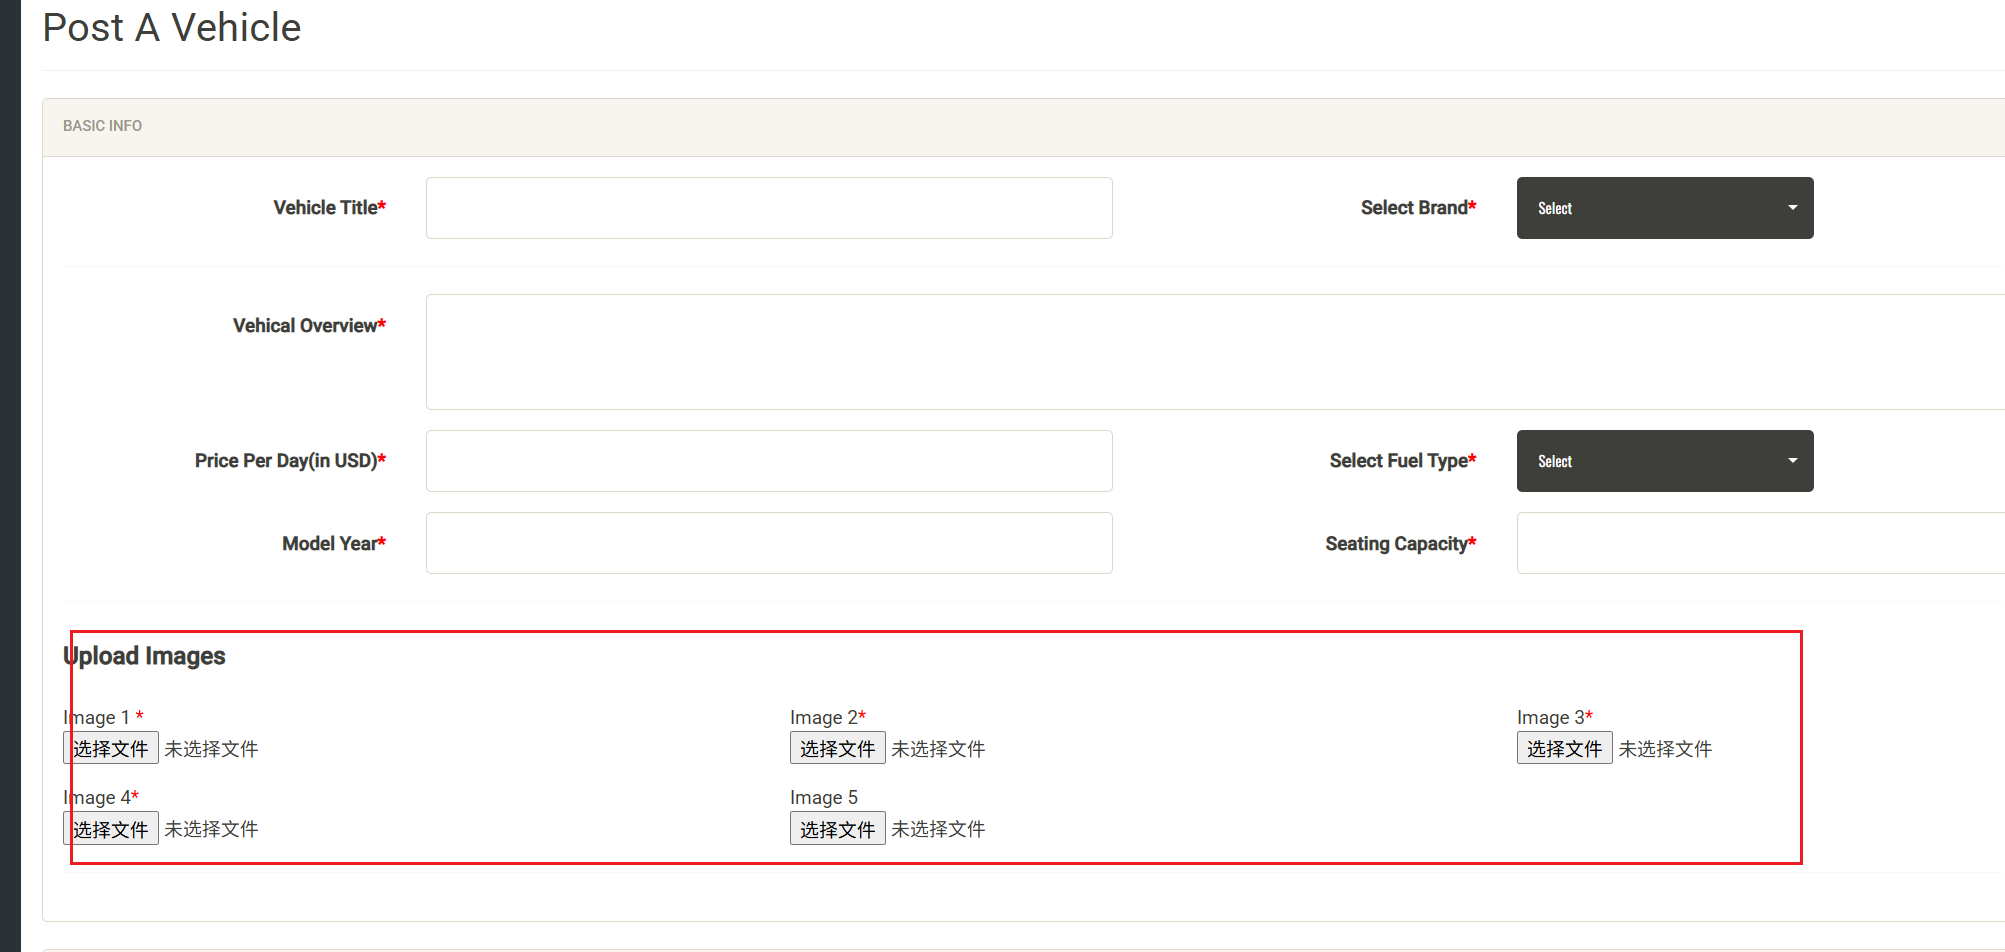 Post A Vehicle
BASIC INFO
Vehicle Title*
Select Brand*
Select
Vehical Overview*
Price Per Day(in USD)*
Select Fuel Type*
Select
Model Year*
Seating Capacity*
Upload Images
Image 1 *
Image 2*
Image 3*
选择文件 未选择文件
选择文件 未选择文件
选择文件 未选择文件
Image 4*
Image 5
选择文件 未选择文件
选择文件 未选择文件